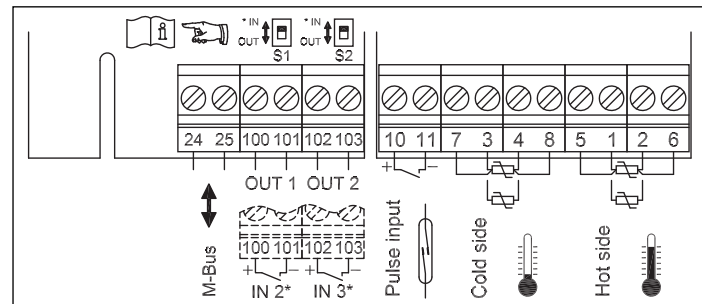 * IN * IN
OUT OUT
S1 S2
24 25 100 101 102 103 10 11 7 3 4 8 5 1 2 6
+ −
OUT 1 OUT 2
100 101 102 103
+ − + −
IN 2* IN 3*
M-Bus
Pulse input
Cold side
Hot side